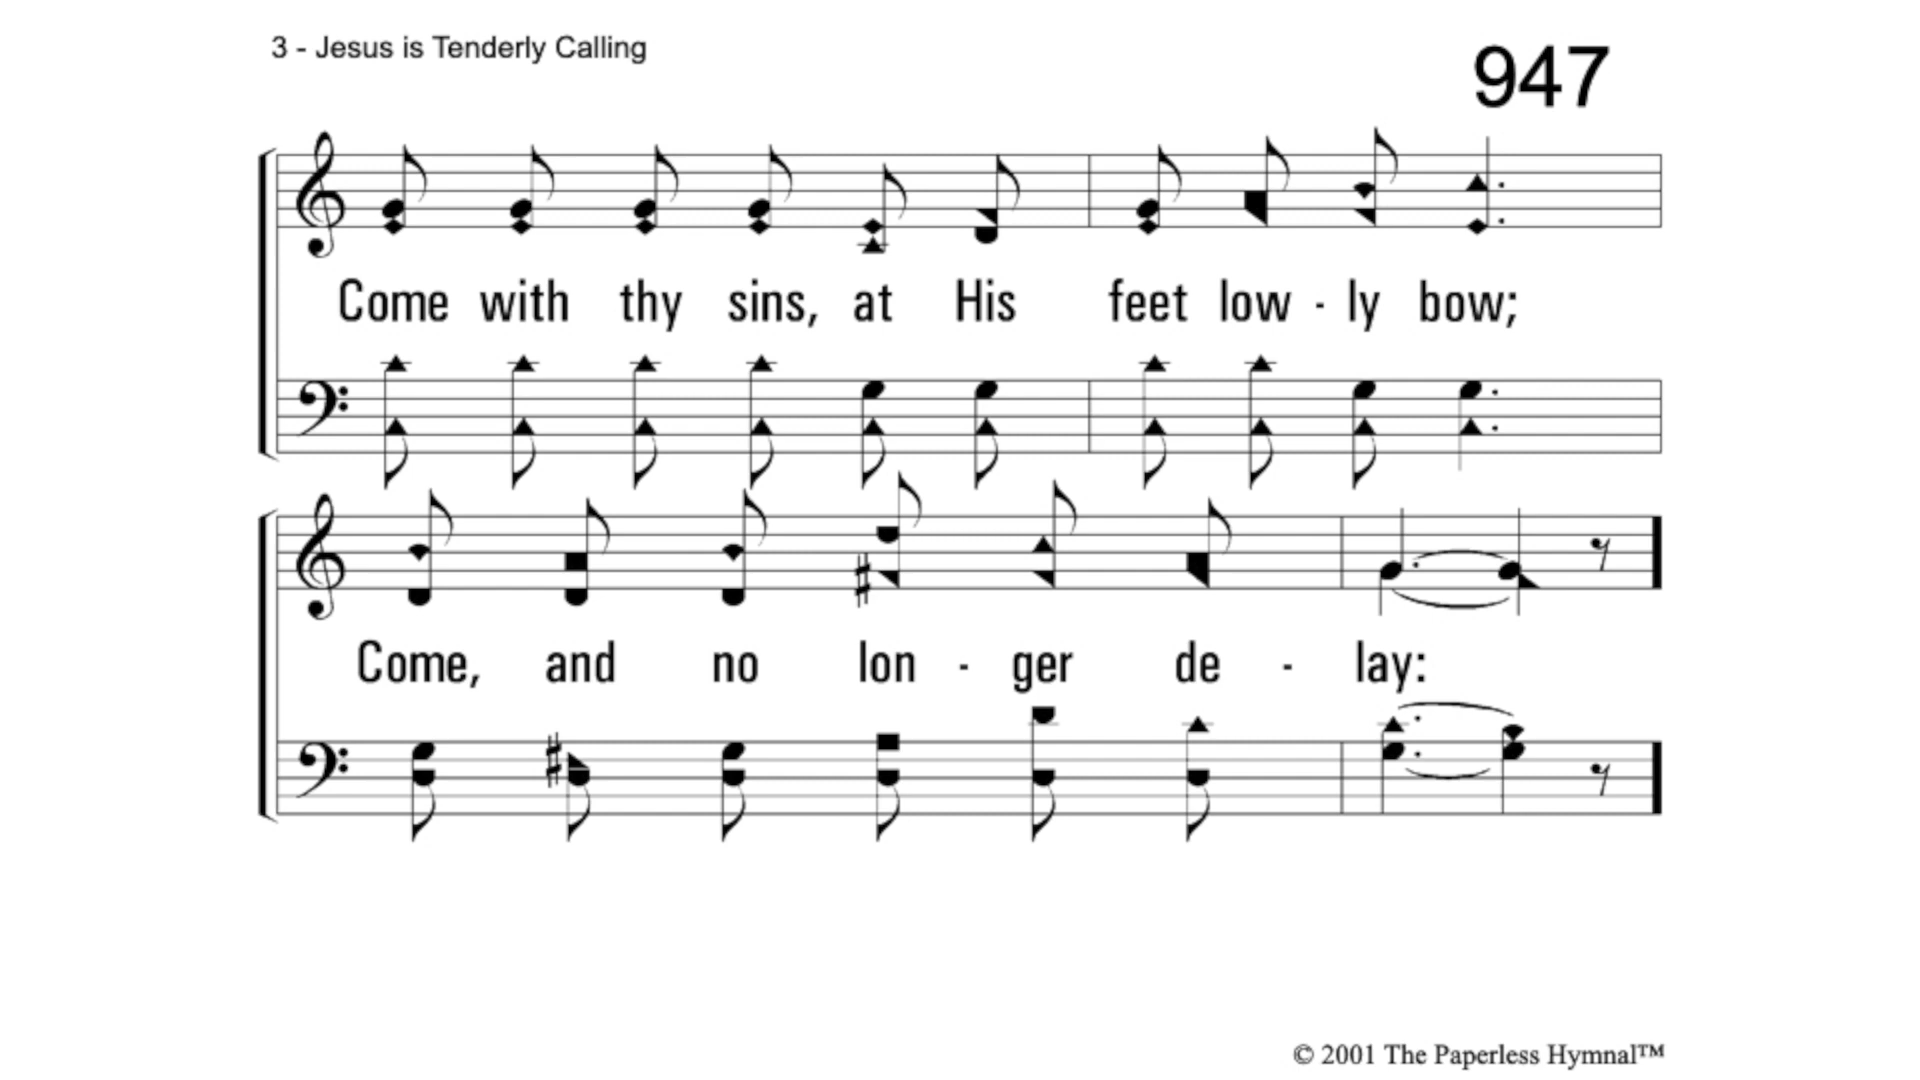 3 - Jesus is Tenderly Calling
947
Come with thy sins, at His feet low - ly bow;
Come, and no lon - ger de - lay:
© 2001 The Paperless Hymnal™